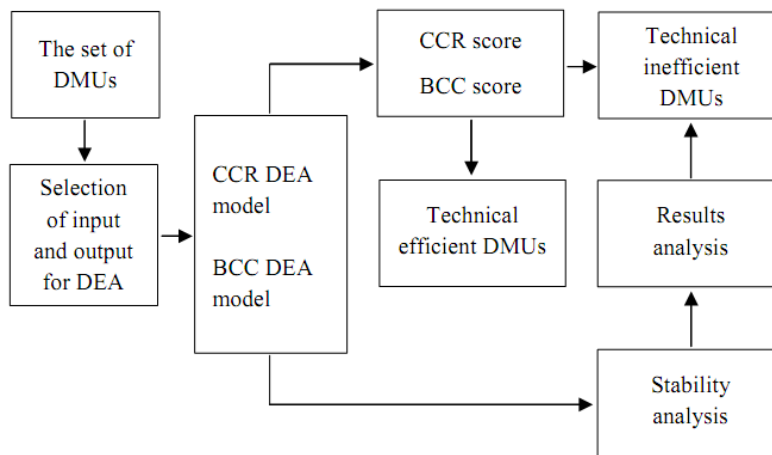 The set of
DMUs
Selection
of input
and output
for DEA
CCR DEA
model
BCC DEA
model
CCR score
BCC score
Technical
efficient DMUs
Technical
inefficient
DMUs
Results
analysis
Stability
analysis